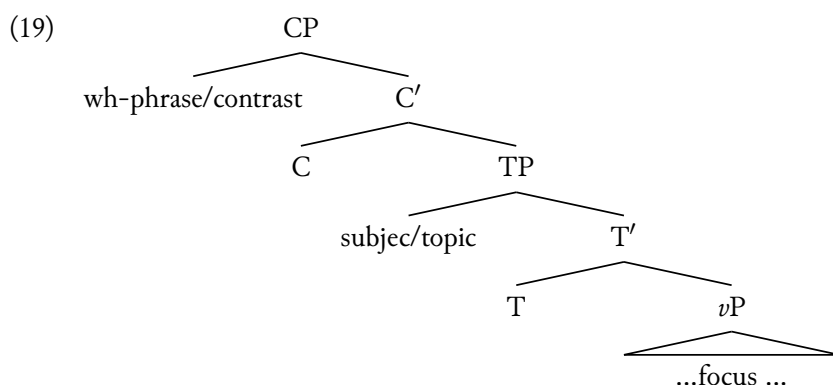 (19) CP
wh-phrase/contrast C′
C TP
subjec/topic T′
T vP
...focus ...